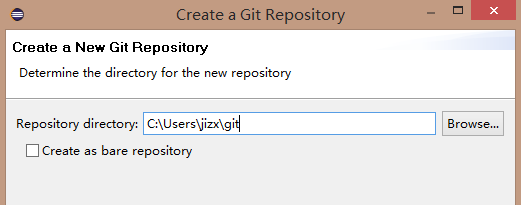 Create a Git Repository
Create a New Git Repository
Determine the directory for the new repository
Repository directory: C:\Users\jizx\git Browse...
Create as bare repository